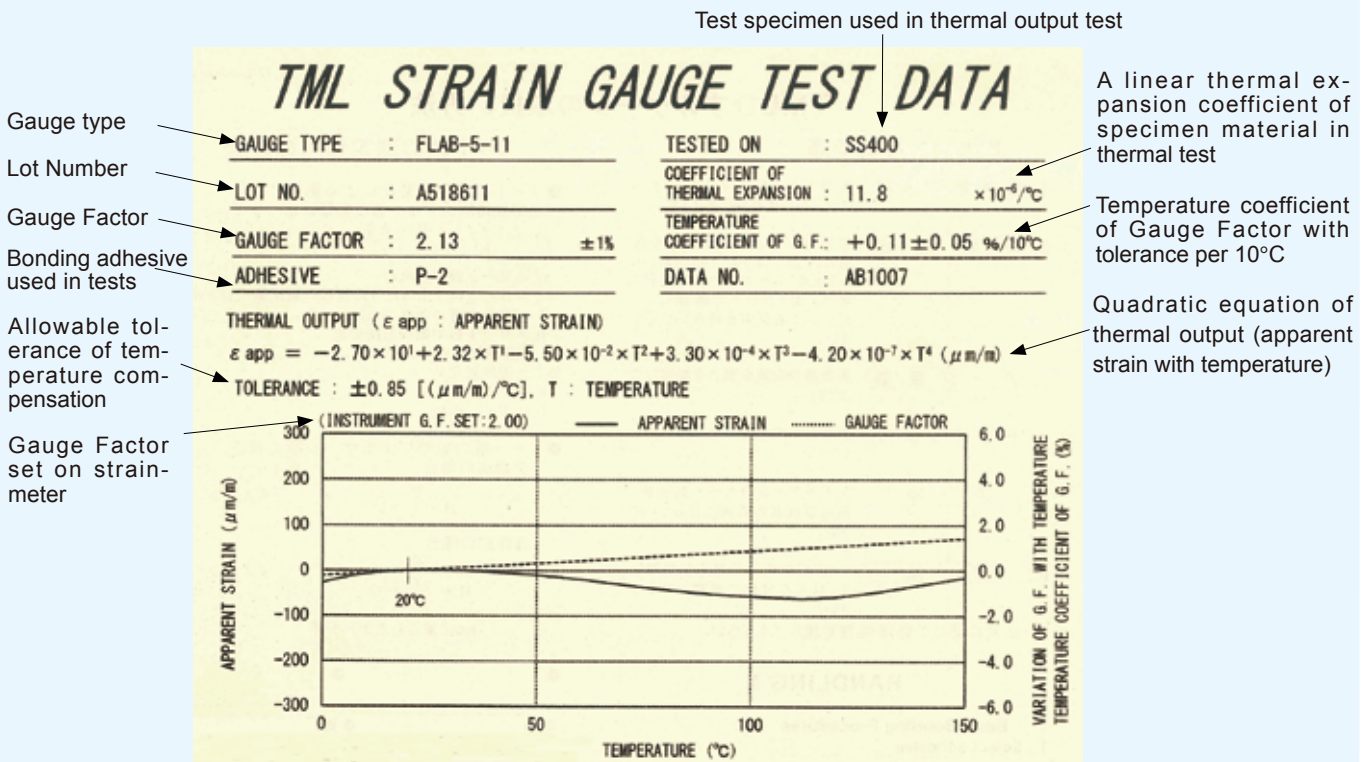 Test specimen used in thermal output test
TML STRAIN GAUGE TEST DATA
Gauge type
GAUGE TYPE : FLAB-5-11
TESTED ON : SS400
A linear thermal ex-
pansion coefficient of
specimen material in
thermal test
Lot Number
LOT NO. : A518611
COEFFICIENT OF
THERMAL EXPANSION : 11.8 ×10⁻⁶/℃
Gauge Factor
GAUGE FACTOR : 2.13 ±1%
TEMPERATURE
COEFFICIENT OF G.F.: +0.11±0.05 %/10℃
Temperature coefficient
of Gauge Factor with
tolerance per 10°C
Bonding adhesive
used in tests
ADHESIVE : P-2
DATA NO. : AB1007
THERMAL OUTPUT (ε app : APPARENT STRAIN)
ε app = −2.70×10¹+2.32×T¹−5.50×10⁻²×T²+3.30×10⁻⁴×T³−4.20×10⁻⁷×T⁴ (μm/m)
Quadratic equation of
thermal output (apparent
strain with temperature)
Allowable tol-
erance of tem-
perature com-
pensation
TOLERANCE : ±0.85 [(μm/m)/℃], T : TEMPERATURE
Gauge Factor
set on strain-
meter
(INSTRUMENT G.F.SET:2.00) APPARENT STRAIN GAUGE FACTOR
300
200
100
0
-100
-200
-300
APPARENT STRAIN (μm/m)
20℃
6.0
4.0
2.0
0.0
-2.0
-4.0
-6.0
VARIATION OF G.F. WITH TEMPERATURE
TEMPERATURE COEFFICIENT OF G.F. (%)
0 50 100 150
TEMPERATURE (℃)